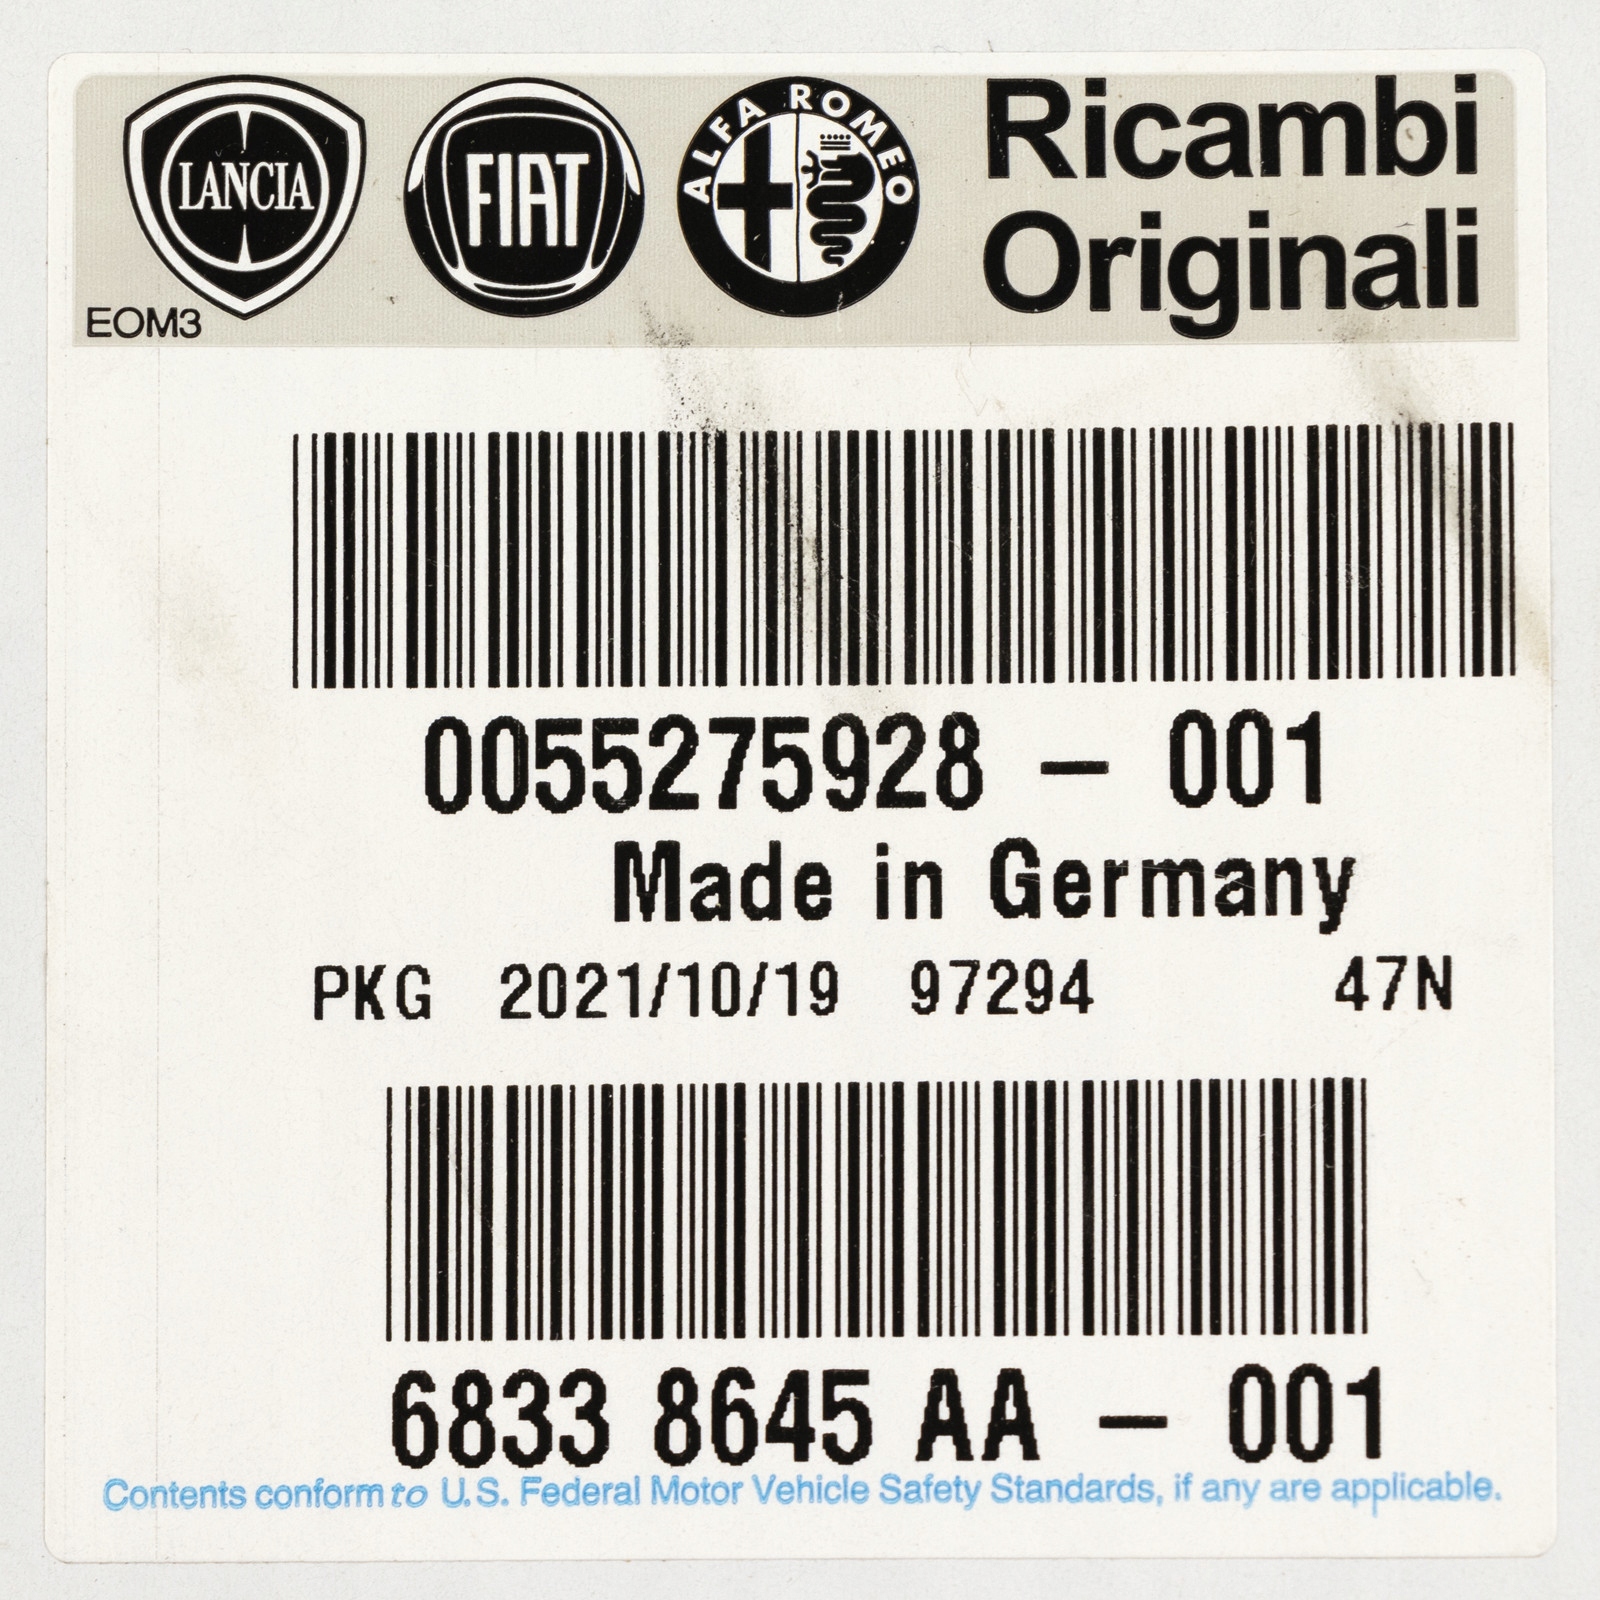 LANCIA
FIAT
ALFA ROMEO
Ricambi
Originali
EOM3
0055275928 – 001
Made in Germany
PKG 2021/10/19 97294 47N
6833 8645 AA – 001
Contents conform to U.S. Federal Motor Vehicle Safety Standards, if any are applicable.